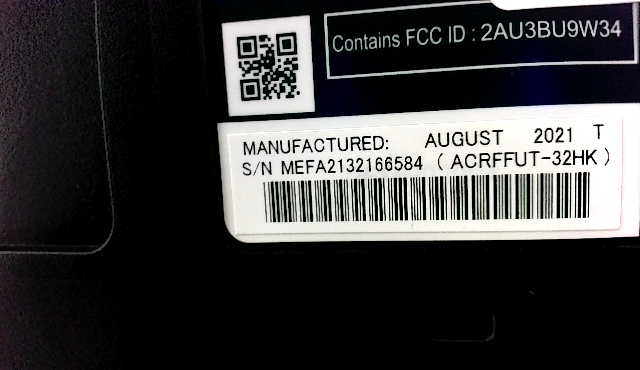 Contains FCC ID : 2AU3BU9W34
MANUFACTURED: AUGUST 2021 T
S/N MEFA2132166584 ( ACRFFUT-32HK )